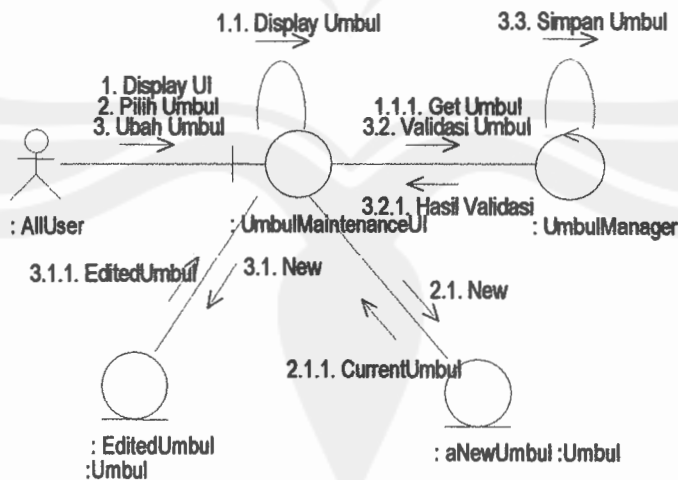 1.1. Display Umbul
3.3. Simpan Umbul
1. Display UI
2. Pilih Umbul
3. Ubah Umbul
1.1.1. Get Umbul
3.2. Validasi Umbul
3.2.1. Hasil Validasi
: AllUser
: UmbulMaintenanceUI
: UmbulManager
3.1.1. EditedUmbul
3.1. New
2.1. New
2.1.1. CurrentUmbul
: EditedUmbul
:Umbul
: aNewUmbul :Umbul